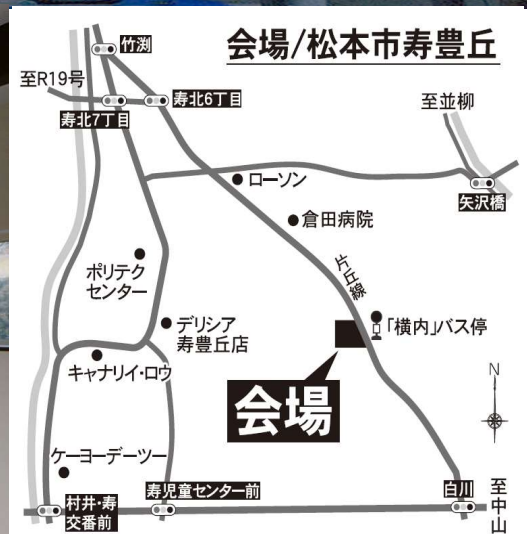 会場/松本市寿豊丘
竹渕
至R19号
寿北6丁目
寿北7丁目
至並柳
ローソン
矢沢橋
倉田病院
片丘線
ポリテク
センター
「横内」バス停
デリシア
寿豊丘店
キャナリィ・ロウ
会場
N
ケーヨーデーツー
村井・寿
交番前
寿児童センター前
白川
至中山